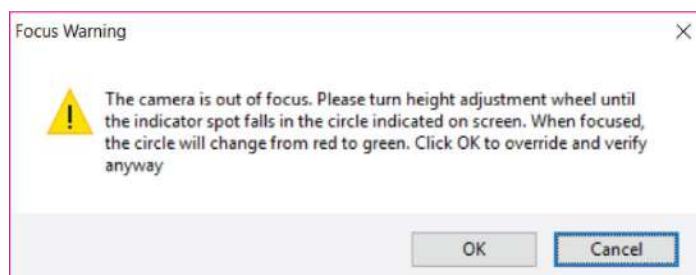 Focus Warning
The camera is out of focus. Please turn height adjustment wheel until
the indicator spot falls in the circle indicated on screen. When focused,
the circle will change from red to green. Click OK to override and verify
anyway
OK
Cancel